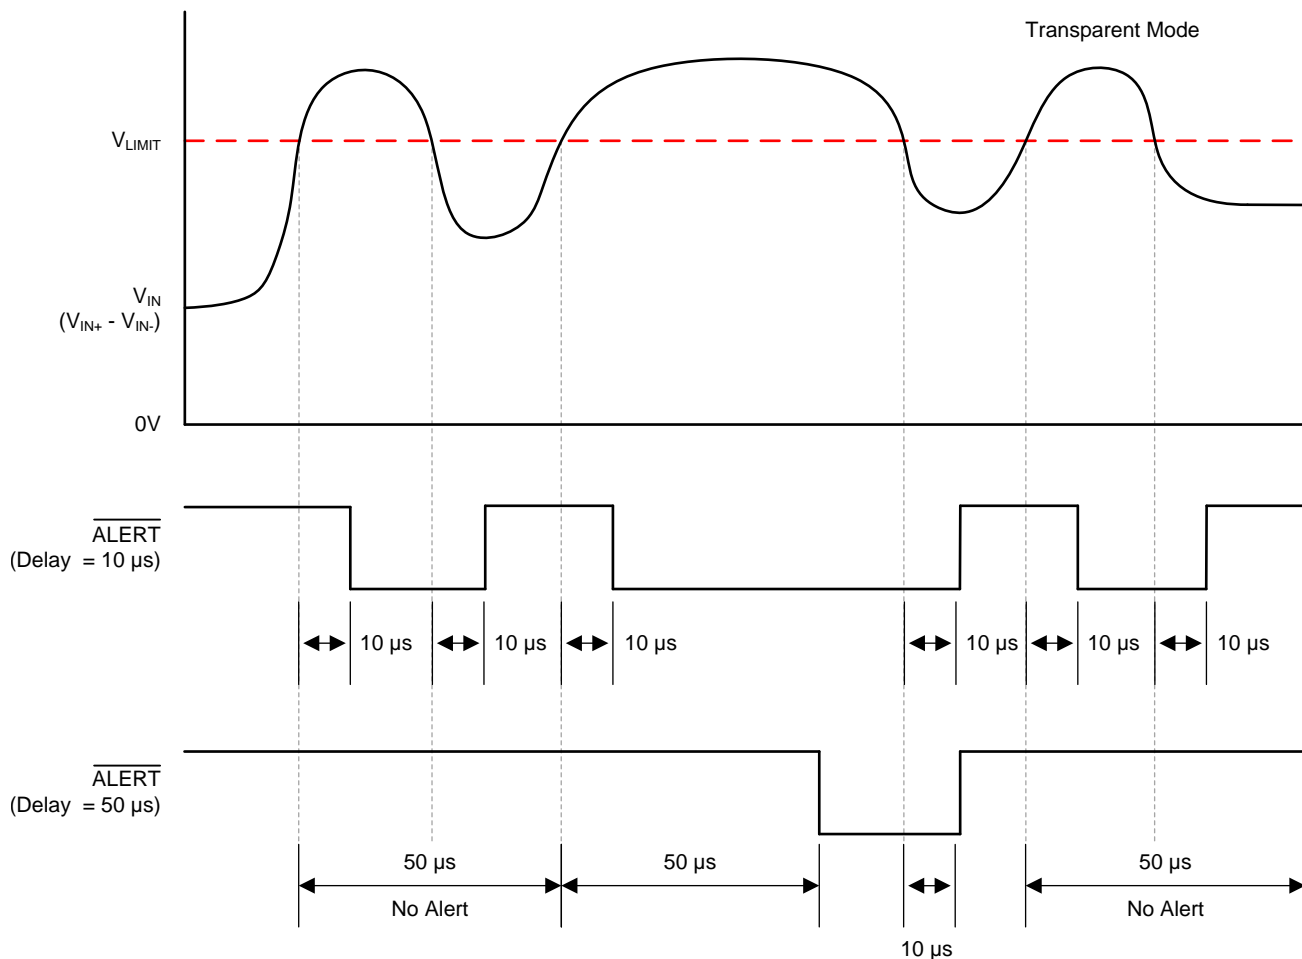 Transparent Mode
VLIMIT
VIN
(VIN+ - VIN-)
0V
ALERT
(Delay = 10 µs)
10 µs 10 µs 10 µs 10 µs 10 µs 10 µs
ALERT
(Delay = 50 µs)
50 µs 50 µs 50 µs
No Alert No Alert
10 µs